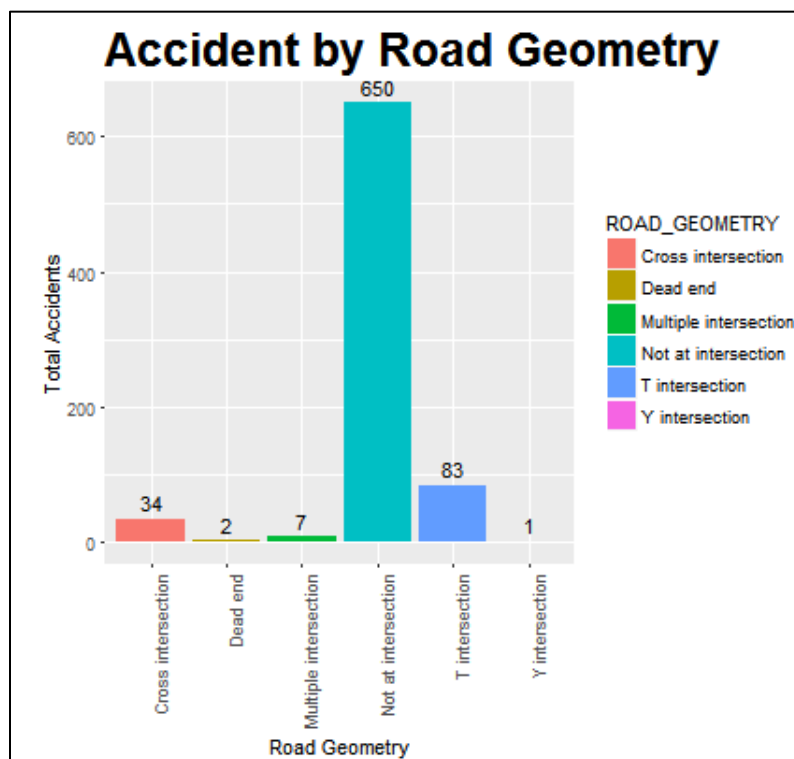 Accident by Road Geometry
650
600
400
200
0
34
2
7
83
1
Total Accidents
Cross intersection
Dead end
Multiple intersection
Not at intersection
T intersection
Y intersection
Road Geometry
ROAD_GEOMETRY
Cross intersection
Dead end
Multiple intersection
Not at intersection
T intersection
Y intersection